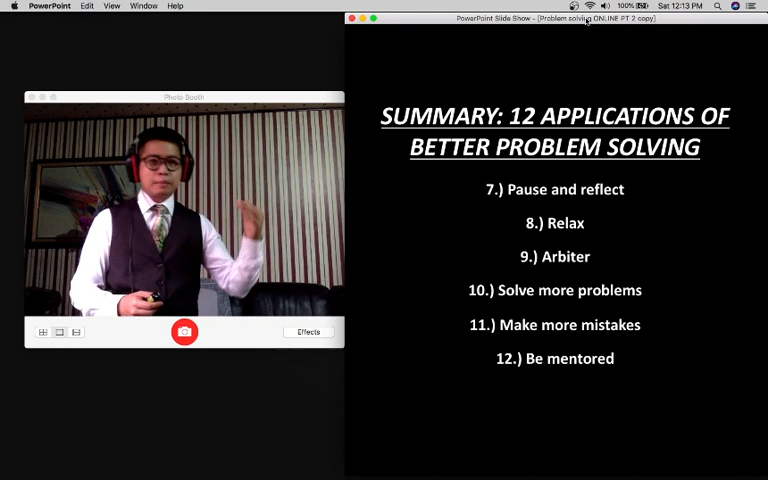 PowerPoint Edit View Window Help 100% Sat 12:13 PM
PowerPoint Slide Show - [Problem solving ONLINE PT 2 copy]
Photo Booth
SUMMARY: 12 APPLICATIONS OF
BETTER PROBLEM SOLVING
7.) Pause and reflect
8.) Relax
9.) Arbiter
10.) Solve more problems
11.) Make more mistakes
12.) Be mentored
Effects